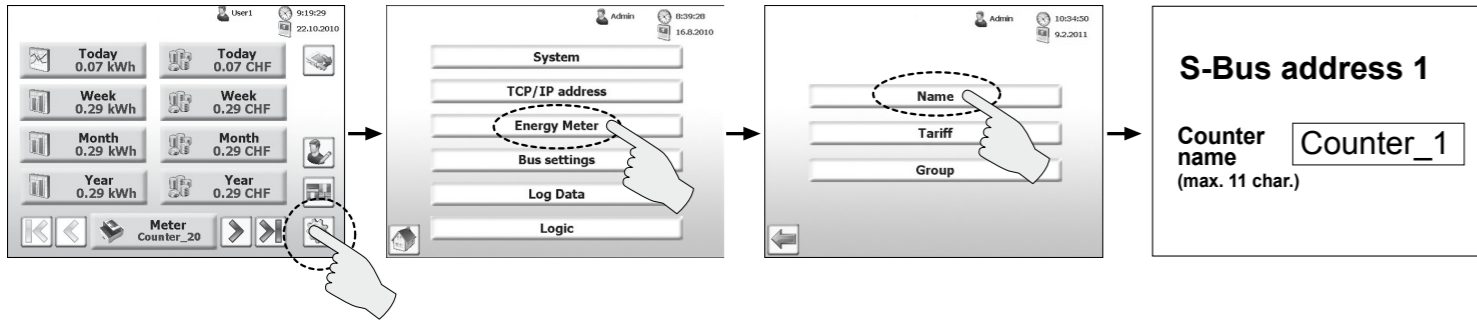 User1
9:19:29
22.10.2010
Today
0.07 kWh
Today
0.07 CHF
Week
0.29 kWh
Week
0.29 CHF
Month
0.29 kWh
Month
0.29 CHF
Year
0.29 kWh
Year
0.29 CHF
Meter
Counter_20
Admin
8:39:28
16.8.2010
System
TCP/IP address
Energy Meter
Bus settings
Log Data
Logic
Admin
10:34:50
9.2.2011
Name
Tariff
Group
S-Bus address 1
Counter
name
(max. 11 char.)
Counter_1